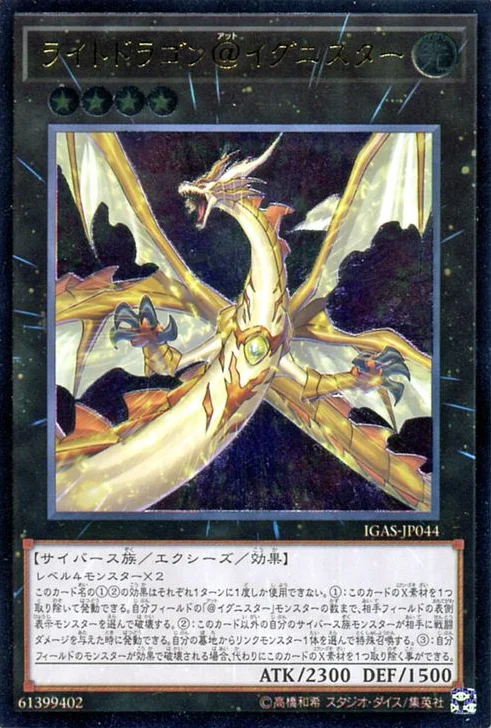 アット
ライトドラゴン@イグニスター
光
IGAS-JP044
【サイバース族／エクシーズ／効果】
レベル４モンスター×２
このカード名の①②の効果はそれぞれ１ターンに１度しか使用できない。①：このカードのX素材を１つ
取り除いて発動できる。自分フィールドの「@イグニスター」モンスターの数まで、相手フィールドの表側
表示モンスターを選んで破壊する。②：このカード以外の自分のサイバース族モンスターが相手に戦闘
ダメージを与えた時に発動できる。自分の墓地からリンクモンスター１体を選んで特殊召喚する。③：自分
フィールドのモンスターが効果で破壊される場合、代わりにこのカードのX素材を１つ取り除く事ができる。
ATK/2300 DEF/1500
61399402
©高橋和希 スタジオ・ダイス/集英社